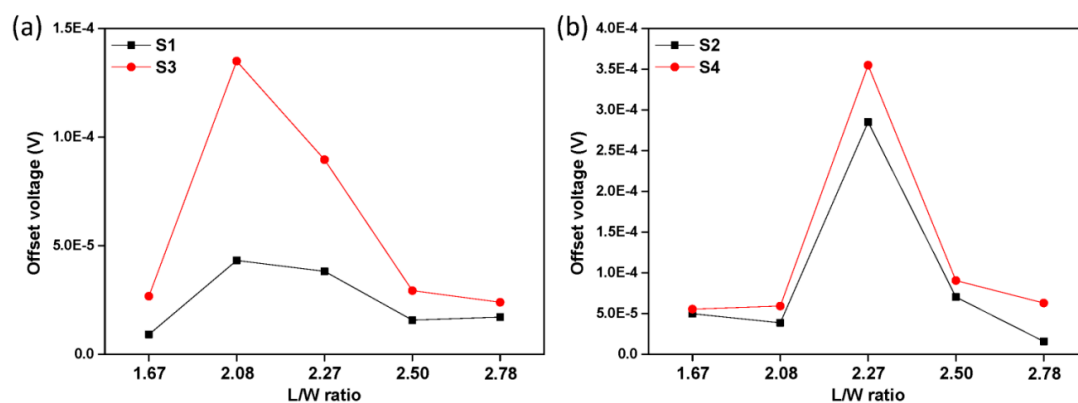 (a)
S1
S3
1.5E-4
1.0E-4
5.0E-5
0.0
Offset voltage (V)
1.67 2.08 2.27 2.50 2.78
L/W ratio
(b)
S2
S4
4.0E-4
3.5E-4
3.0E-4
2.5E-4
2.0E-4
1.5E-4
1.0E-4
5.0E-5
0.0
Offset voltage (V)
1.67 2.08 2.27 2.50 2.78
L/W ratio